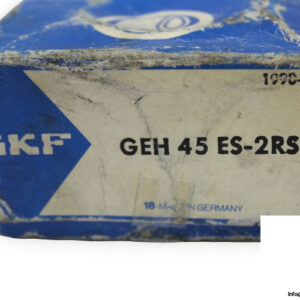 1990-
SKF
GEH 45 ES-2RS
GERMANY